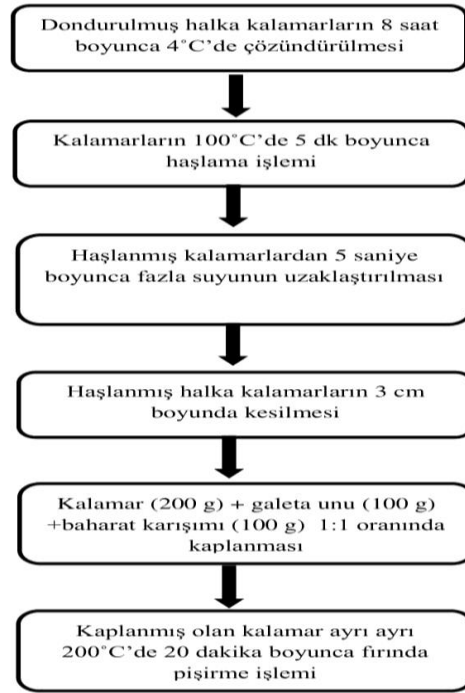 Dondurulmuş halka kalamarların 8 saat
boyunca 4˚C’de çözündürülmesi
Kalamarların 100˚C’de 5 dk boyunca
haşlama işlemi
Haşlanmış kalamarlardan 5 saniye
boyunca fazla suyunun uzaklaştırılması
Haşlanmış halka kalamarların 3 cm
boyunda kesilmesi
Kalamar (200 g) + galeta unu (100 g)
+baharat karışımı (100 g) 1:1 oranında
kaplanması
Kaplanmış olan kalamar ayrı ayrı
200˚C’de 20 dakika boyunca fırında
pişirme işlemi